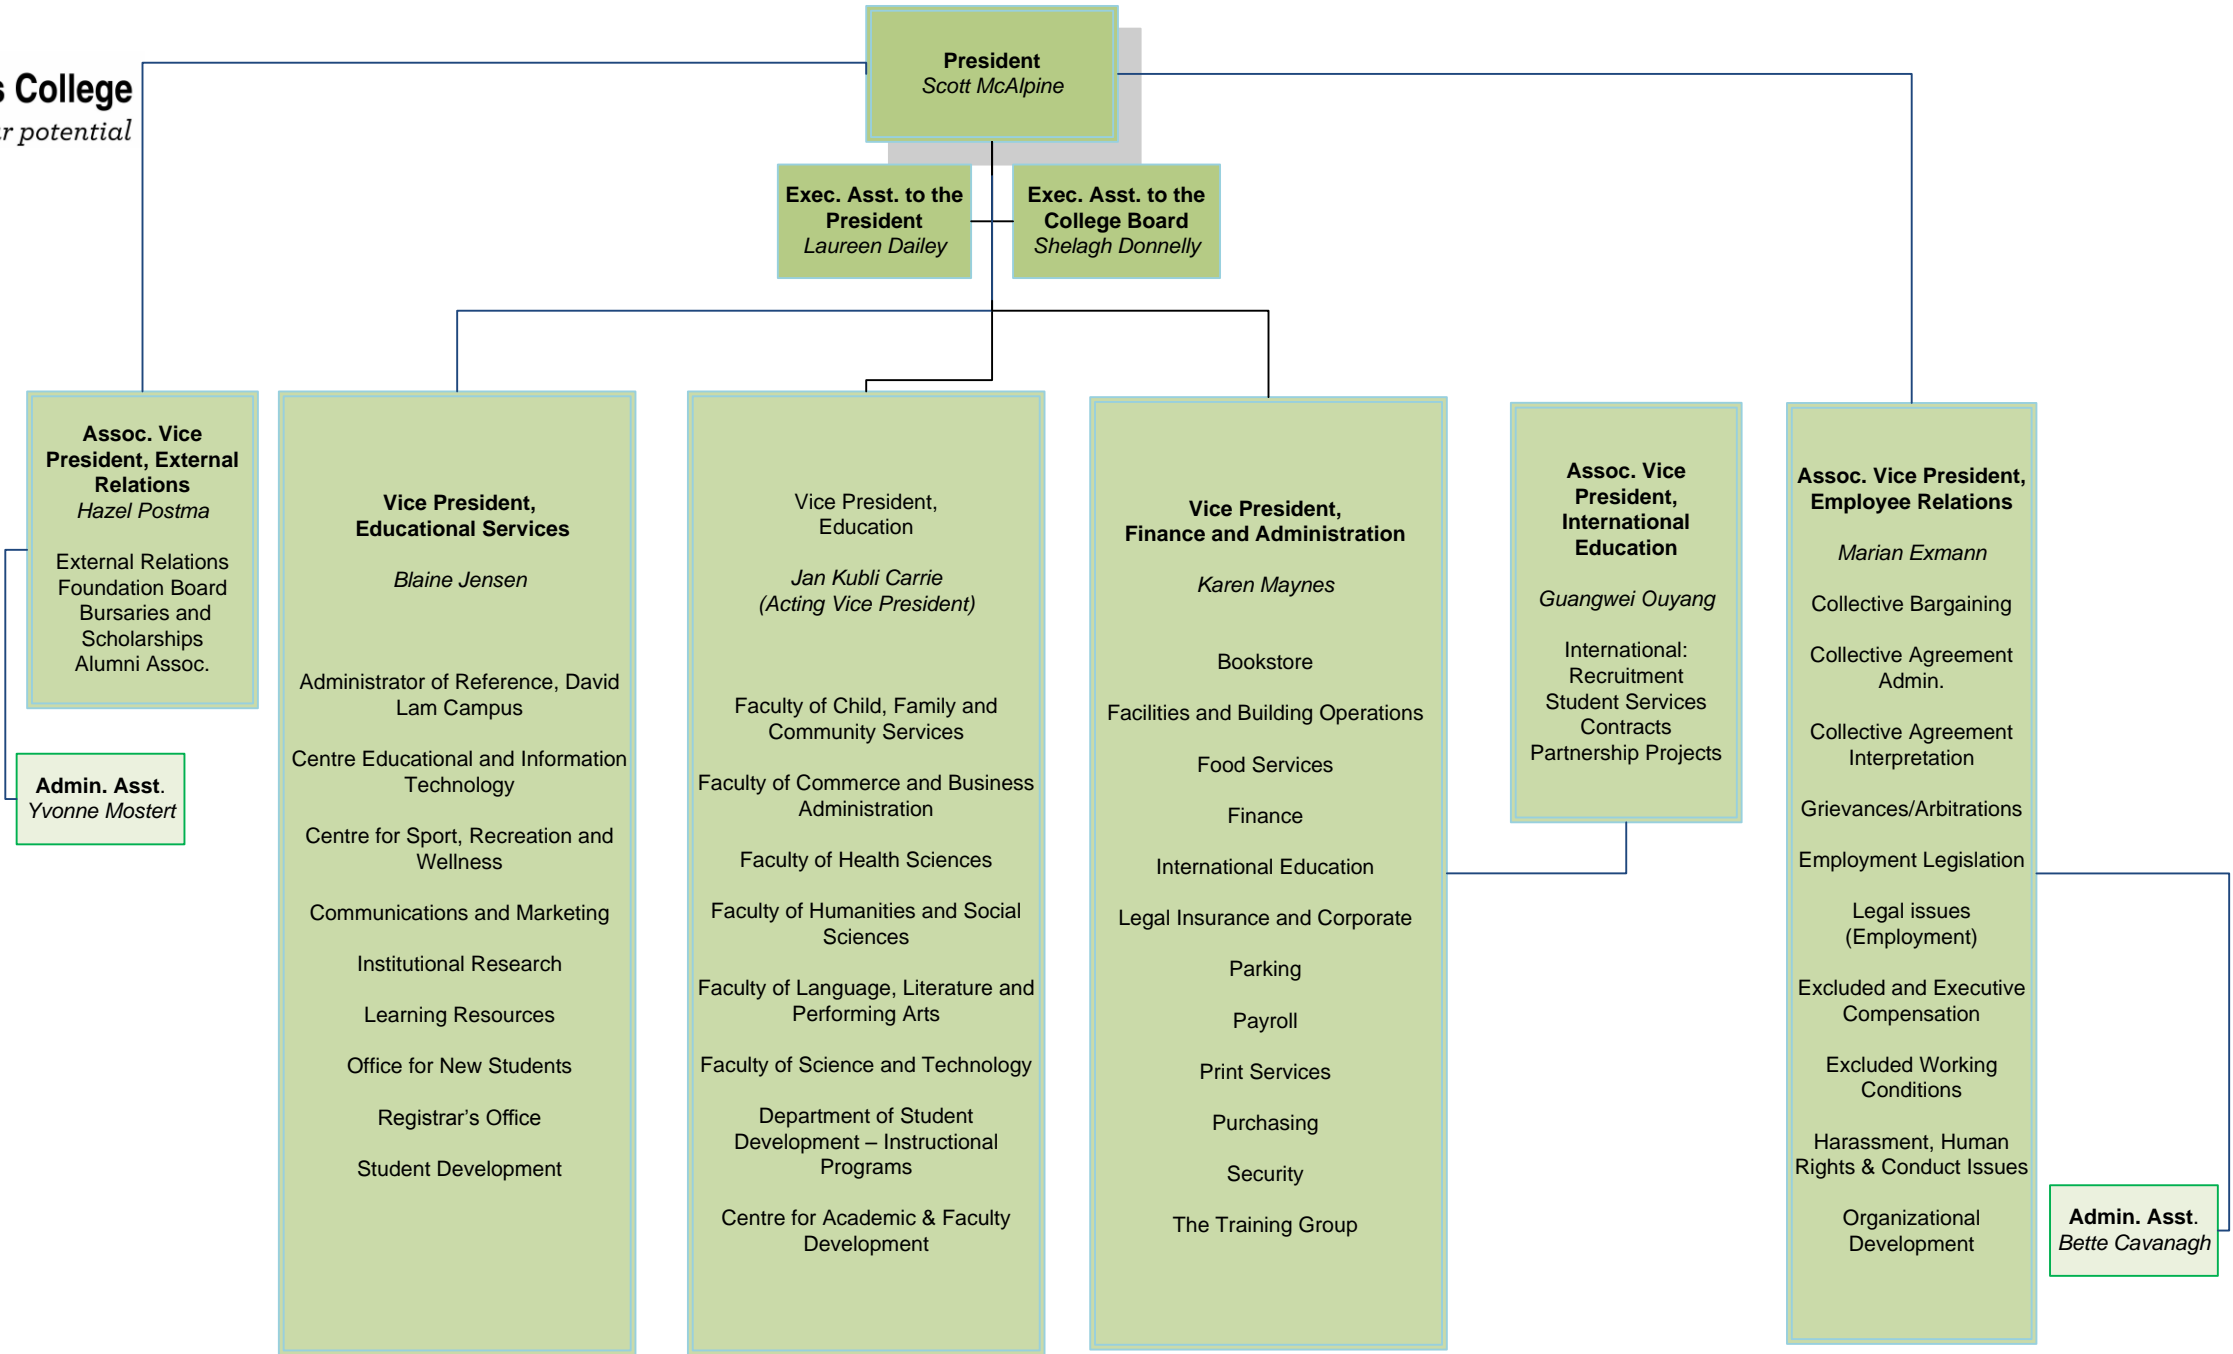 College
potential
President
Scott McAlpine
Exec. Asst. to the
President
Laureen Dailey
Exec. Asst. to the
College Board
Shelagh Donnelly
Assoc. Vice
President, External
Relations
Hazel Postma
External Relations
Foundation Board
Bursaries and
Scholarships
Alumni Assoc.
Admin. Asst.
Yvonne Mostert
Vice President,
Educational Services
Blaine Jensen
Administrator of Reference, David
Lam Campus
Centre Educational and Information
Technology
Centre for Sport, Recreation and
Wellness
Communications and Marketing
Institutional Research
Learning Resources
Office for New Students
Registrar’s Office
Student Development
Vice President,
Education
Jan Kubli Carrie
(Acting Vice President)
Faculty of Child, Family and
Community Services
Faculty of Commerce and Business
Administration
Faculty of Health Sciences
Faculty of Humanities and Social
Sciences
Faculty of Language, Literature and
Performing Arts
Faculty of Science and Technology
Department of Student
Development – Instructional
Programs
Centre for Academic & Faculty
Development
Vice President,
Finance and Administration
Karen Maynes
Bookstore
Facilities and Building Operations
Food Services
Finance
International Education
Legal Insurance and Corporate
Parking
Payroll
Print Services
Purchasing
Security
The Training Group
Assoc. Vice
President,
International
Education
Guangwei Ouyang
International:
Recruitment
Student Services
Contracts
Partnership Projects
Assoc. Vice President,
Employee Relations
Marian Exmann
Collective Bargaining
Collective Agreement
Admin.
Collective Agreement
Interpretation
Grievances/Arbitrations
Employment Legislation
Legal issues
(Employment)
Excluded and Executive
Compensation
Excluded Working
Conditions
Harassment, Human
Rights & Conduct Issues
Organizational
Development
Admin. Asst.
Bette Cavanagh